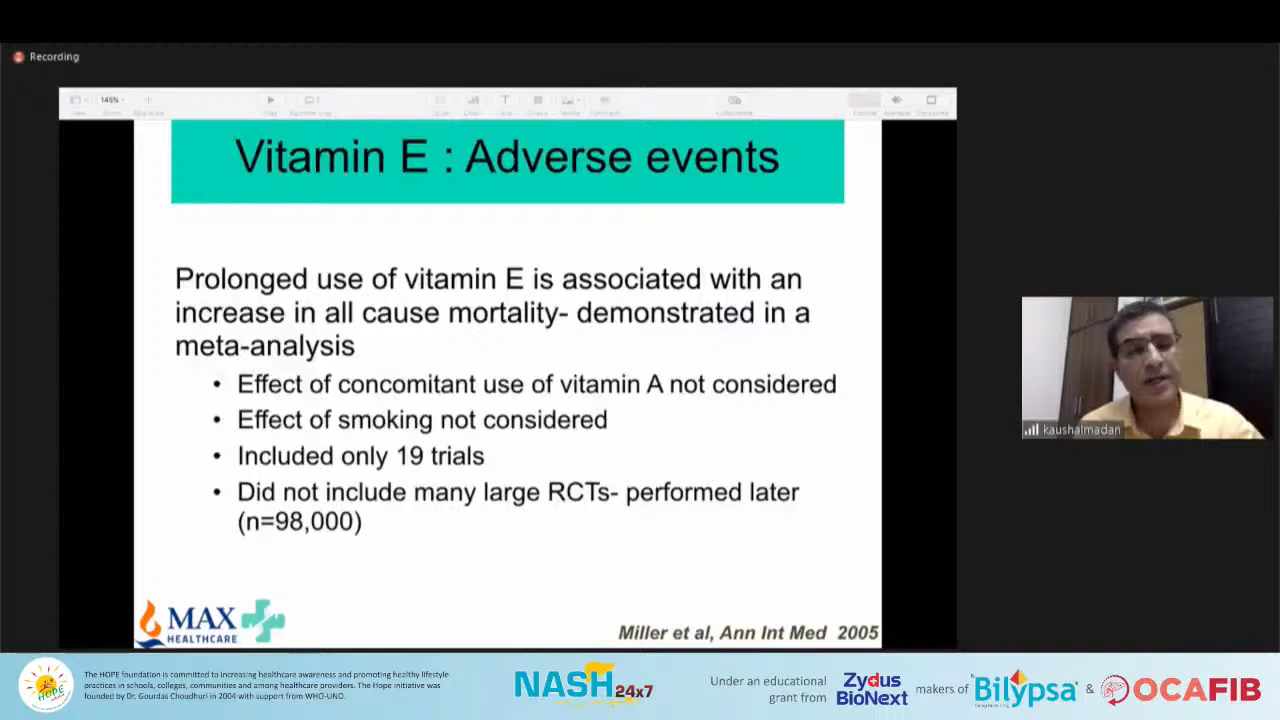 Recording
145%
Vitamin E : Adverse events
Prolonged use of vitamin E is associated with an
increase in all cause mortality- demonstrated in a
meta-analysis
• Effect of concomitant use of vitamin A not considered
• Effect of smoking not considered
• Included only 19 trials
• Did not include many large RCTs- performed later
(n=98,000)
MAX
HEALTHCARE
Miller et al, Ann Int Med 2005
kaushalmadan
HOPE
The HOPE foundation is committed to increasing healthcare awareness and promoting healthy lifestyle
practices in schools, colleges, communities and among healthcare providers. The Hope initiative was
founded by Dr. Gourdas Choudhuri in 2004 with support from WHO-UNO.
NASH 24x7
Under an educational
grant from
Zydus
BioNext
makers of
Bilypsa
&
OCAFIB